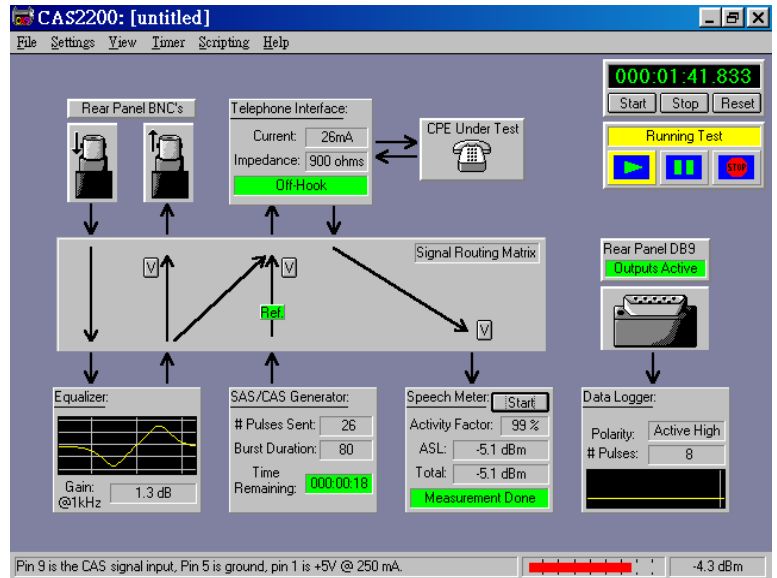 CAS2200: [untitled]
File Settings View Timer Scripting Help
000:01:41.833
Start Stop Reset
Running Test
STOP
Rear Panel BNC's
Telephone Interface:
Current: 26mA
Impedance: 900 ohms
Off-Hook
CPE Under Test
Signal Routing Matrix
V
V
V
Ref.
Rear Panel DB9
Outputs Active
Equalizer:
Gain: @1kHz 1.3 dB
SAS/CAS Generator:
# Pulses Sent: 26
Burst Duration: 80
Time Remaining: 000:00:18
Speech Meter: Start
Activity Factor: 99 %
ASL: -5.1 dBm
Total: -5.1 dBm
Measurement Done
Data Logger:
Polarity: Active High
# Pulses: 8
Pin 9 is the CAS signal input, Pin 5 is ground, pin 1 is +5V @ 250 mA.
-4.3 dBm